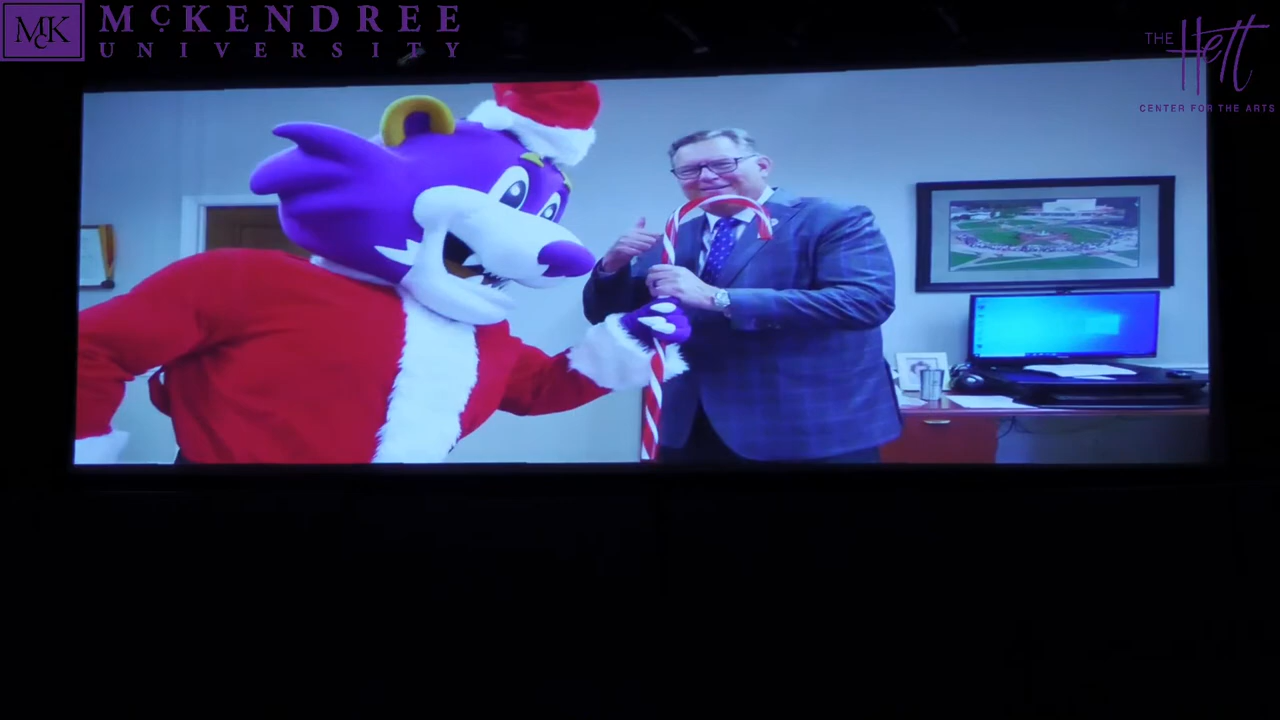 McK
McKENDREE
UNIVERSITY
THE Hett
CENTER FOR THE ARTS